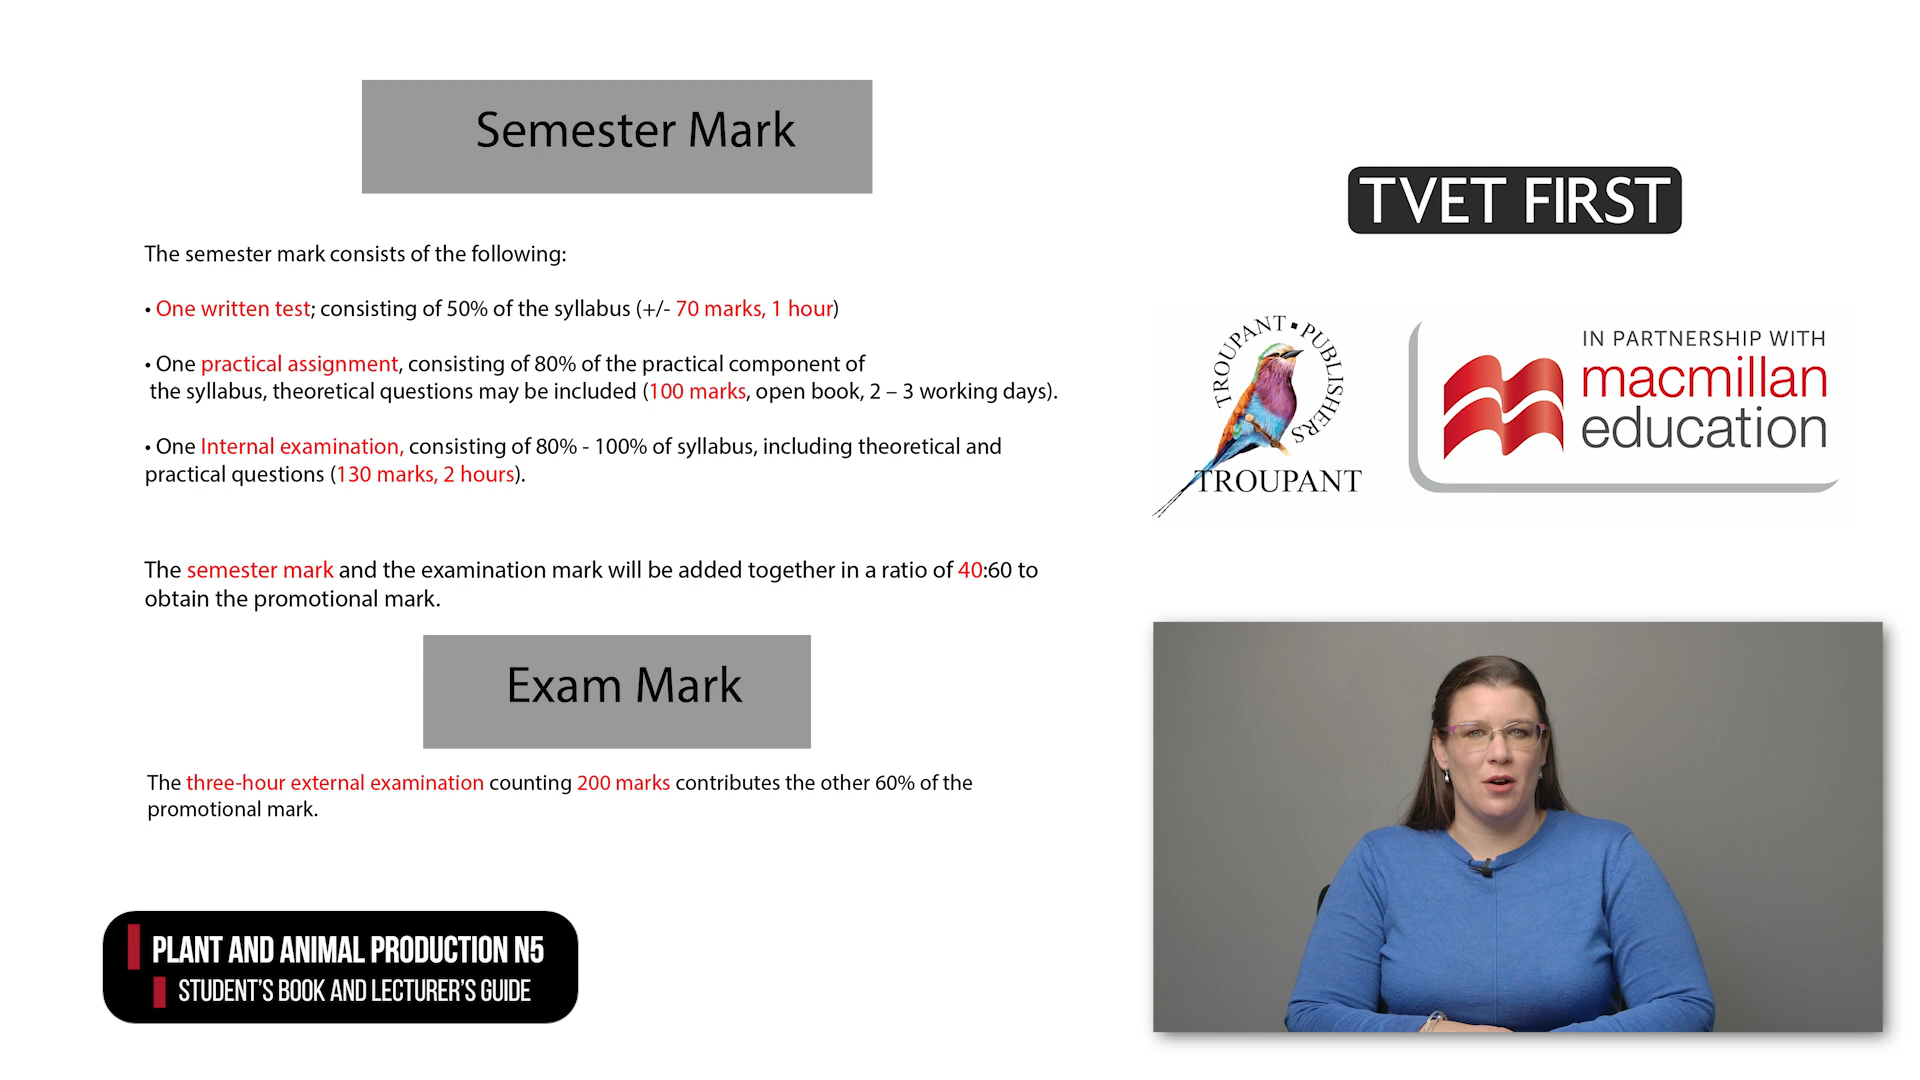 Semester Mark
The semester mark consists of the following:
• One written test; consisting of 50% of the syllabus (+/- 70 marks, 1 hour)
• One practical assignment, consisting of 80% of the practical component of
the syllabus, theoretical questions may be included (100 marks, open book, 2 – 3 working days).
• One Internal examination, consisting of 80% - 100% of syllabus, including theoretical and
practical questions (130 marks, 2 hours).
The semester mark and the examination mark will be added together in a ratio of 40:60 to
obtain the promotional mark.
Exam Mark
The three-hour external examination counting 200 marks contributes the other 60% of the
promotional mark.
PLANT AND ANIMAL PRODUCTION N5
STUDENT'S BOOK AND LECTURER'S GUIDE
TVET FIRST
TROUPANT ▪ PUBLISHERS
TROUPANT
IN PARTNERSHIP WITH
macmillan
education